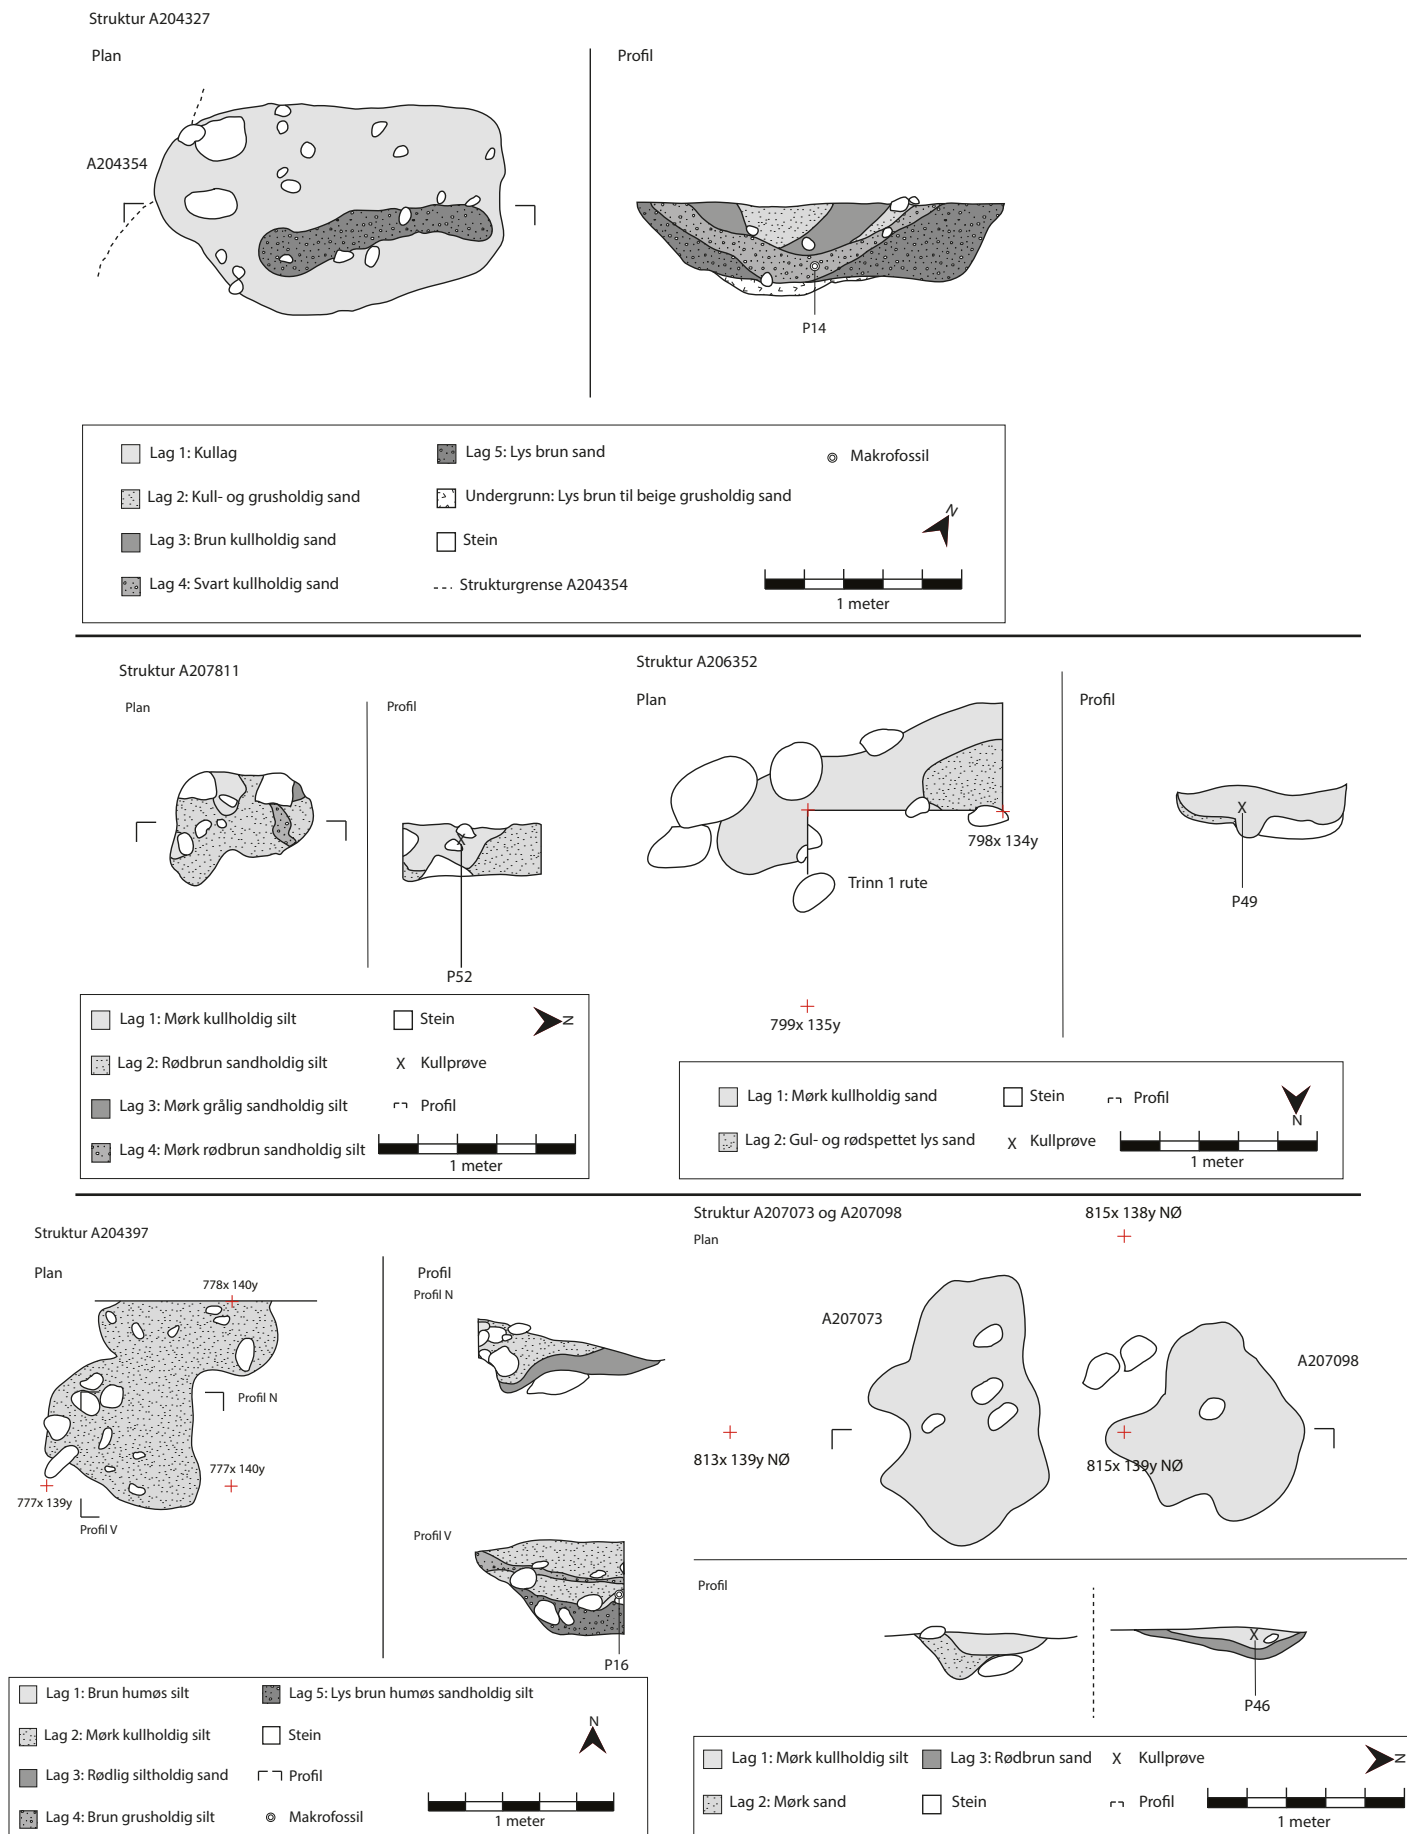 Struktur A204327
Plan
Profil
A204354
P14
Lag 1: Kullag
Lag 2: Kull- og grusholdig sand
Lag 3: Brun kullholdig sand
Lag 4: Svart kullholdig sand
Lag 5: Lys brun sand
Undergrunn: Lys brun til beige grusholdig sand
Stein
Strukturgrense A204354
Makrofossil
N
1 meter
Struktur A207811
Plan
Profil
P52
Lag 1: Mørk kullholdig silt
Lag 2: Rødbrun sandholdig silt
Lag 3: Mørk grålig sandholdig silt
Lag 4: Mørk rødbrun sandholdig silt
Stein
X Kullprøve
Profil
N
1 meter
Struktur A206352
Plan
Profil
798x 134y
Trinn 1 rute
799x 135y
X
P49
Lag 1: Mørk kullholdig sand
Lag 2: Gul- og rødspettet lys sand
Stein
X Kullprøve
Profil
N
1 meter
Struktur A204397
Plan
778x 140y
Profil N
777x 140y
777x 139y
Profil V
Profil
Profil N
Profil V
P16
Lag 1: Brun humøs silt
Lag 2: Mørk kullholdig silt
Lag 3: Rødlig siltholdig sand
Lag 4: Brun grusholdig silt
Lag 5: Lys brun humøs sandholdig silt
Stein
Profil
Makrofossil
N
1 meter
Struktur A207073 og A207098
Plan
815x 138y NØ
A207073
A207098
813x 139y NØ
815x 139y NØ
Profil
X
P46
Lag 1: Mørk kullholdig silt
Lag 2: Mørk sand
Lag 3: Rødbrun sand
Stein
X Kullprøve
Profil
N
1 meter